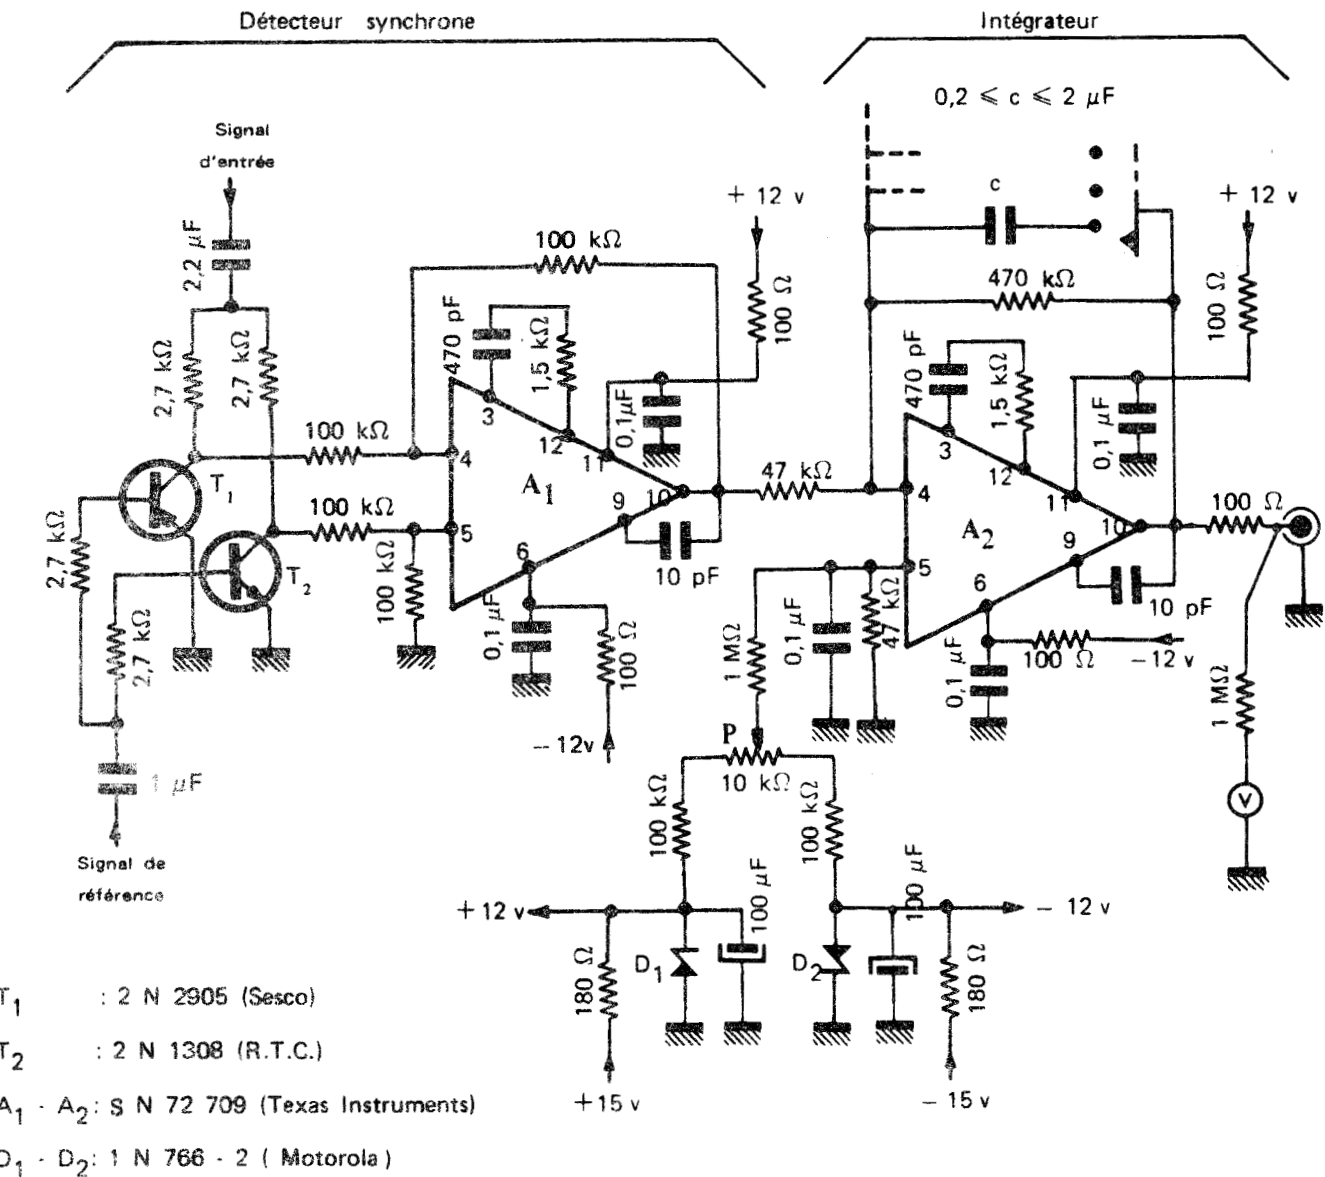 Détecteur synchrone
Intégrateur
0,2 ⩽ c ⩽ 2 µF
Signal
d'entrée
2,2 µF
2,7 kΩ
2,7 kΩ
100 kΩ
100 kΩ
100 kΩ
100 kΩ
470 pF
1,5 kΩ
0,1µF
+ 12 v
100 Ω
3
12
11
4
5
A1
9
10
6
10 pF
0,1 µF
100 Ω
- 12v
T1
T2
2,7 kΩ
2,7 kΩ
1 µF
Signal de
référence
47 kΩ
c
470 kΩ
470 pF
1,5 kΩ
0,1 µF
+ 12 v
100 Ω
3
12
11
4
5
A2
9
10
6
10 pF
100 Ω
0,1 µF
100 Ω
-12v
1 MΩ
V
1 MΩ
0,1 µF
47 kΩ
P
10 kΩ
100 kΩ
100 kΩ
+ 12 v
100 µF
100 µF
- 12 v
180 Ω
D1
D2
180 Ω
+15 v
- 15 v
T1 : 2 N 2905 (Sesco)
T2 : 2 N 1308 (R.T.C.)
A1 - A2: S N 72 709 (Texas Instruments)
D1 - D2: 1 N 766 - 2 ( Motorola )